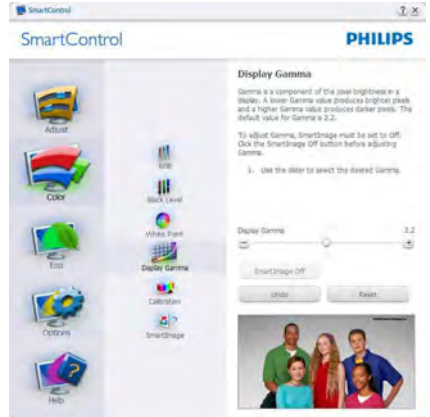 SmartControl
? ×
SmartControl
PHILIPS
Adjust
Color
Eco
Options
Help
RGB
Black Level
White Point
Display Gamma
Calibration
SmartImage
Display Gamma
Gamma is a component of the pixel brightness in a
display. A lower Gamma value produces brighter pixels
and a higher Gamma value produces darker pixels. The
default value for Gamma is 2.2.
To adjust Gamma, SmartImage must be set to Off.
Click the SmartImage Off button before adjusting
Gamma.
1. Use the slider to select the desired Gamma.
Display Gamma
2.2
SmartImage Off
Undo
Reset